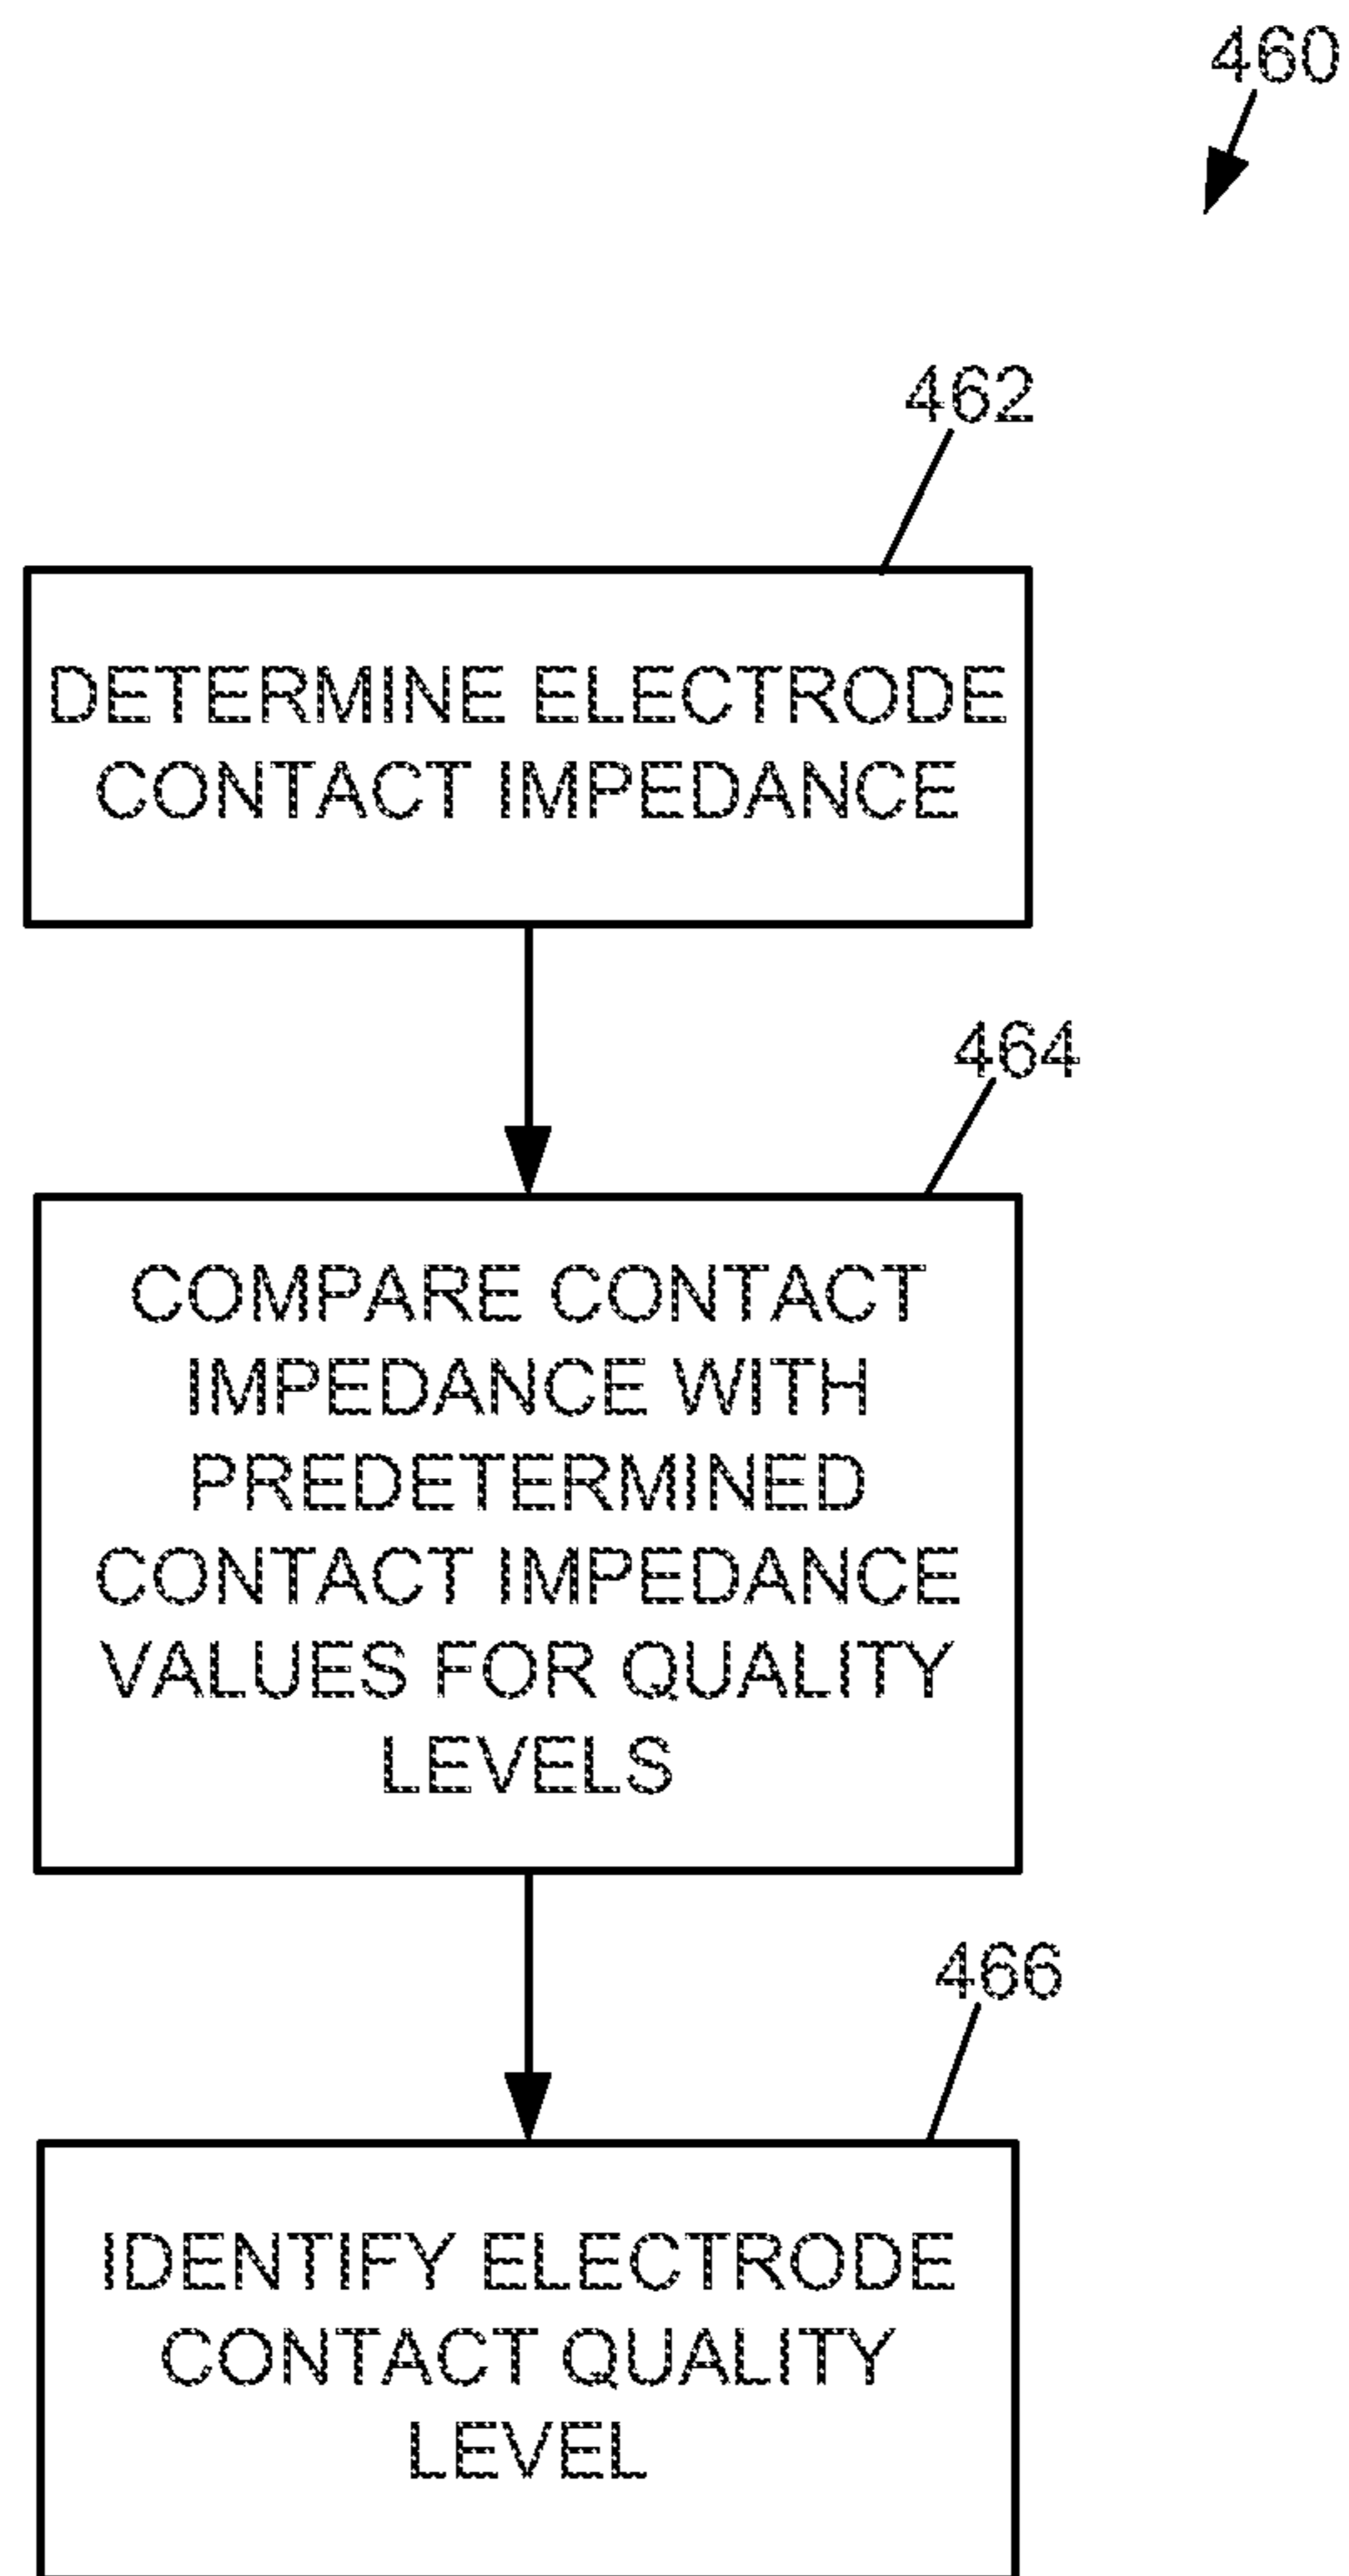 460
462
DETERMINE ELECTRODE
CONTACT IMPEDANCE
464
COMPARE CONTACT
IMPEDANCE WITH
PREDETERMINED
CONTACT IMPEDANCE
VALUES FOR QUALITY
LEVELS
466
IDENTIFY ELECTRODE
CONTACT QUALITY
LEVEL